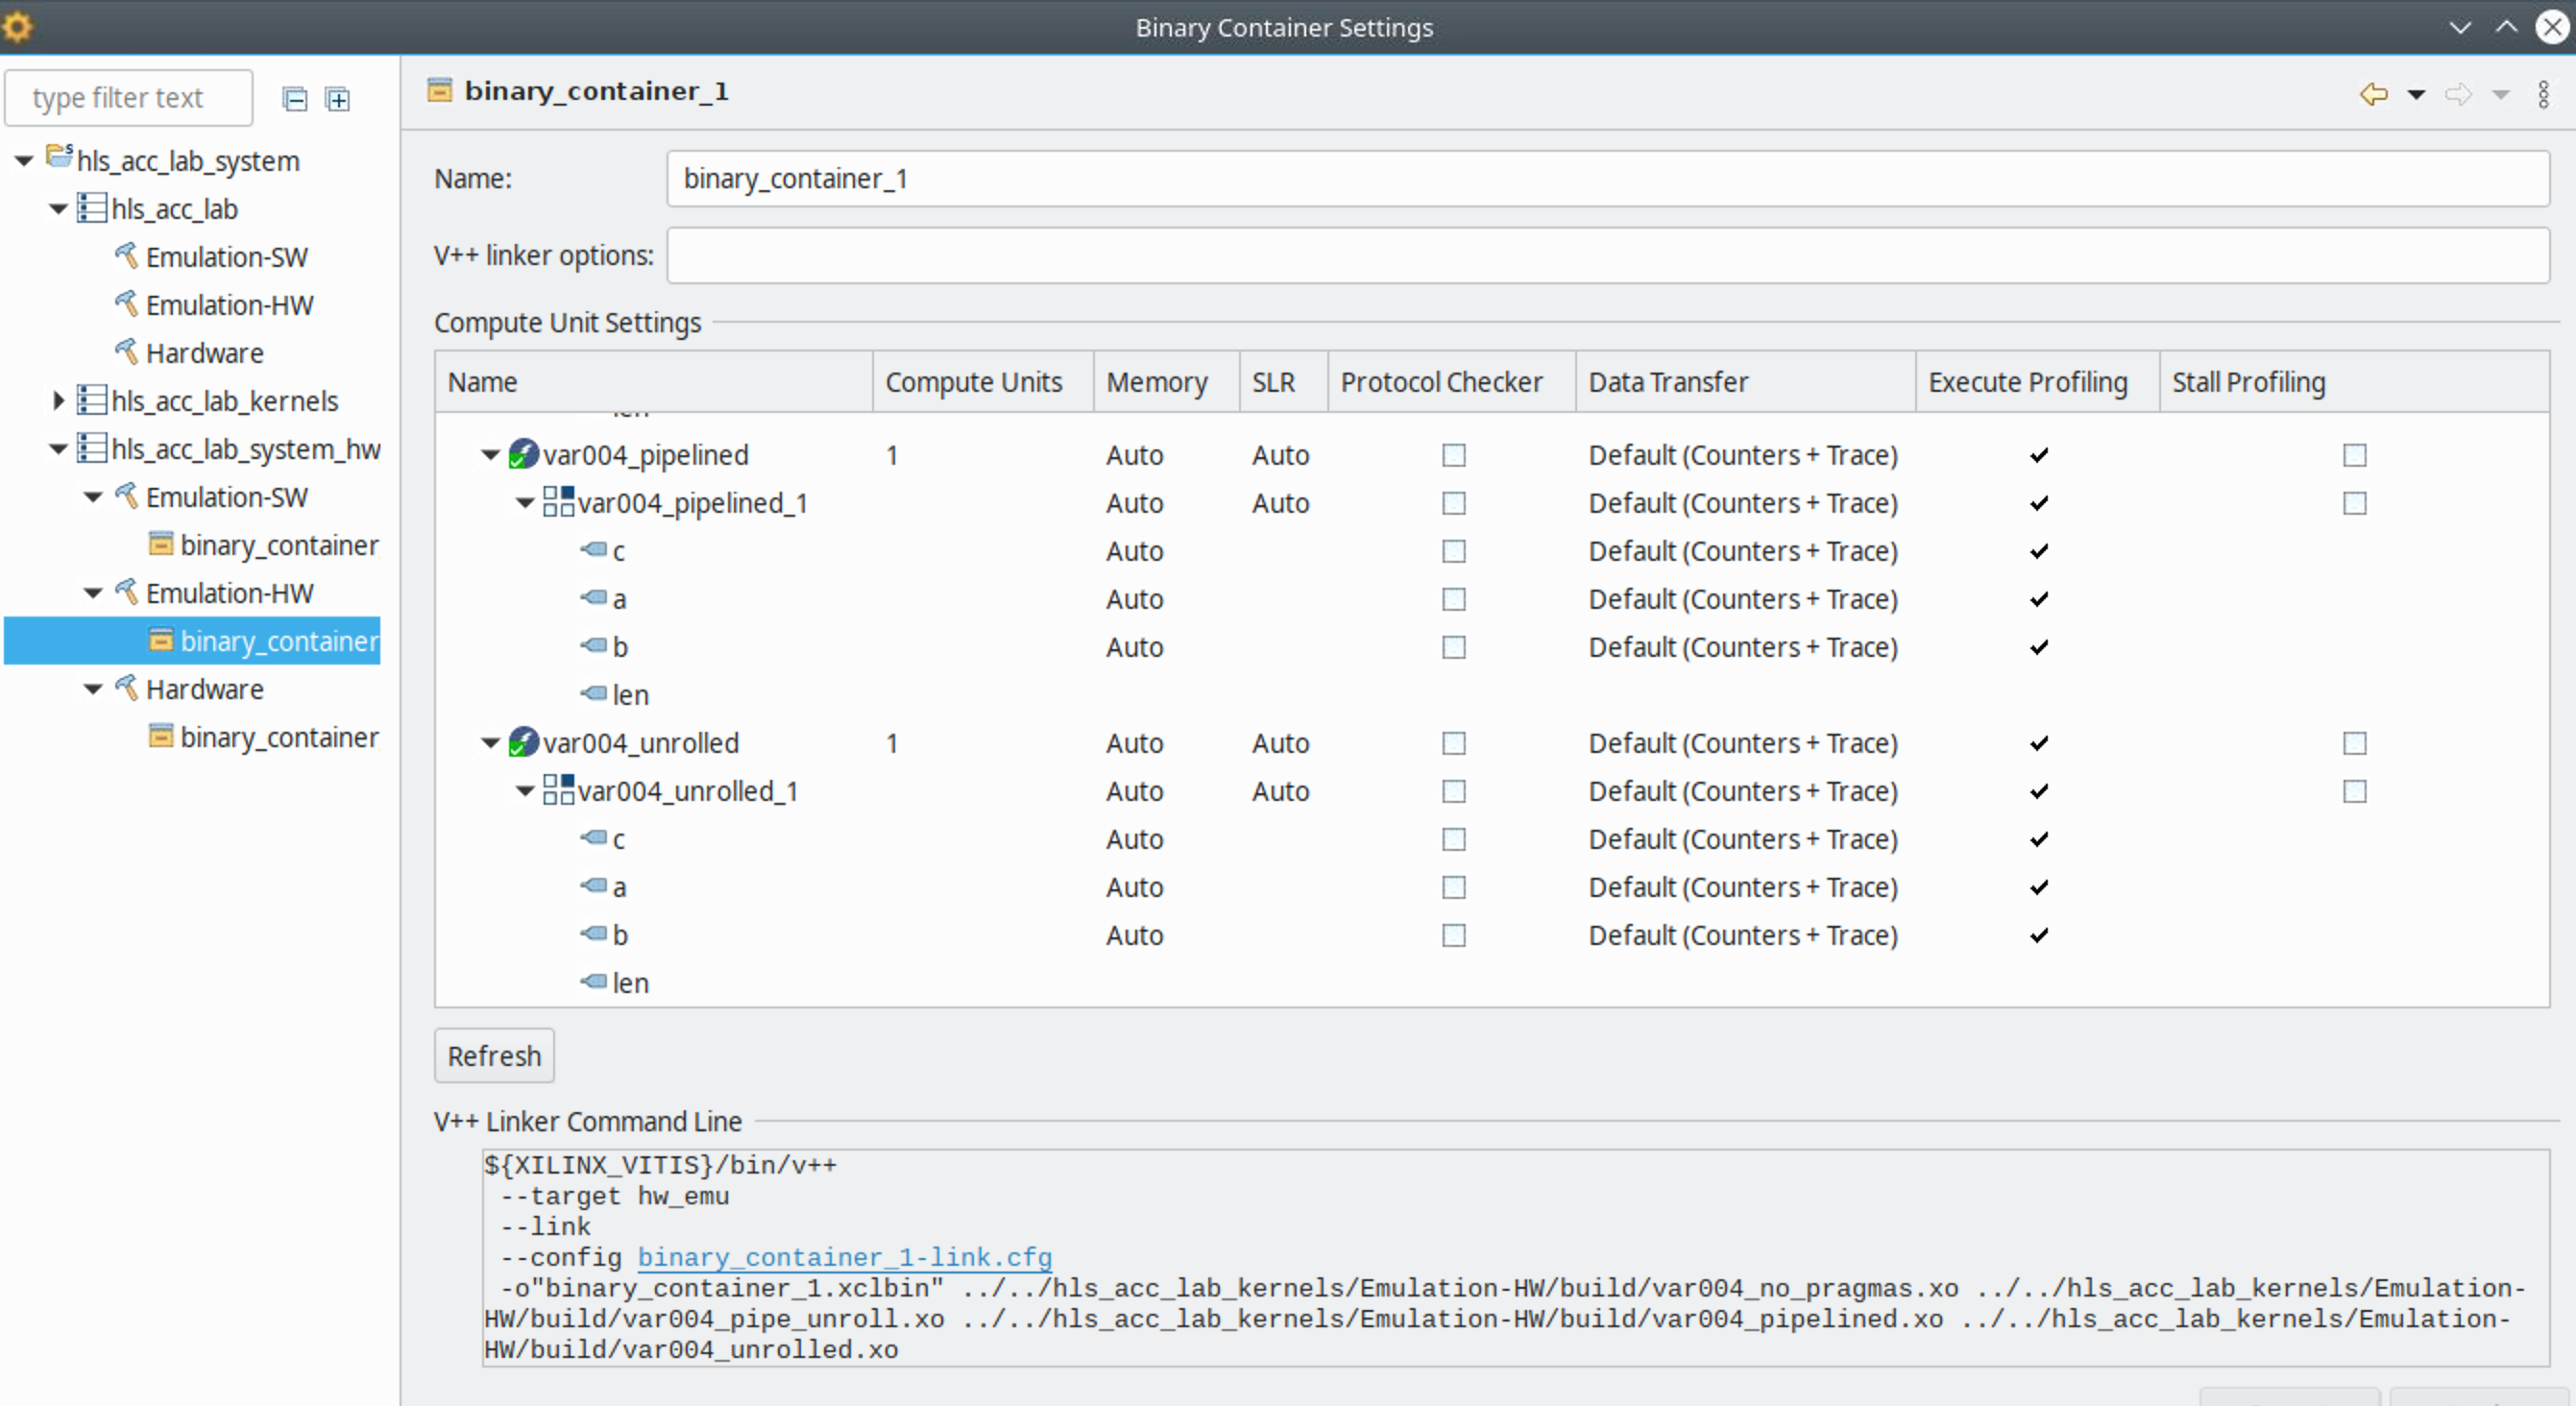 Binary Container Settings
type filter text
binary_container_1
hls_acc_lab_system
hls_acc_lab
Emulation-SW
Emulation-HW
Hardware
hls_acc_lab_kernels
hls_acc_lab_system_hw
Emulation-SW
binary_container
Emulation-HW
binary_container
Hardware
binary_container
Name: binary_container_1
V++ linker options:
Compute Unit Settings
Name Compute Units Memory SLR Protocol Checker Data Transfer Execute Profiling Stall Profiling
var004_pipelined 1 Auto Auto Default (Counters + Trace)
var004_pipelined_1 Auto Auto Default (Counters + Trace)
c Auto Default (Counters + Trace)
a Auto Default (Counters + Trace)
b Auto Default (Counters + Trace)
len
var004_unrolled 1 Auto Auto Default (Counters + Trace)
var004_unrolled_1 Auto Auto Default (Counters + Trace)
c Auto Default (Counters + Trace)
a Auto Default (Counters + Trace)
b Auto Default (Counters + Trace)
len
Refresh
V++ Linker Command Line
${XILINX_VITIS}/bin/v++
--target hw_emu
--link
--config binary_container_1-link.cfg
-o"binary_container_1.xclbin" ../../hls_acc_lab_kernels/Emulation-HW/build/var004_no_pragmas.xo ../../hls_acc_lab_kernels/Emulation-
HW/build/var004_pipe_unroll.xo ../../hls_acc_lab_kernels/Emulation-HW/build/var004_pipelined.xo ../../hls_acc_lab_kernels/Emulation-
HW/build/var004_unrolled.xo